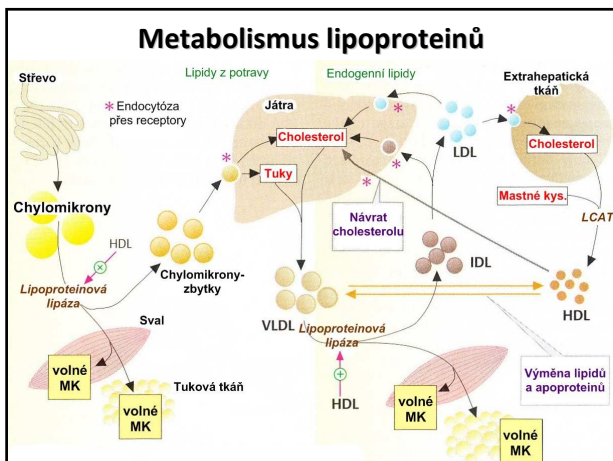 Metabolismus lipoproteinů
Střevo
Lipidy z potravy
Endogenní lipidy
Extrahepatická
tkáň
* Endocytóza
přes receptory
Játra
*
*
*
*
*
Cholesterol
Tuky
LDL
Cholesterol
Mastné kys.
LCAT
Chylomikrony
HDL
+
Lipoproteinová
lipáza
Chylomikrony-
zbytky
Návrat
cholesterolu
IDL
HDL
VLDL
Lipoproteinová
lipáza
Sval
volné
MK
Tuková tkáň
volné
MK
+
HDL
volné
MK
volné
MK
Výměna lipidů
a apoproteinů